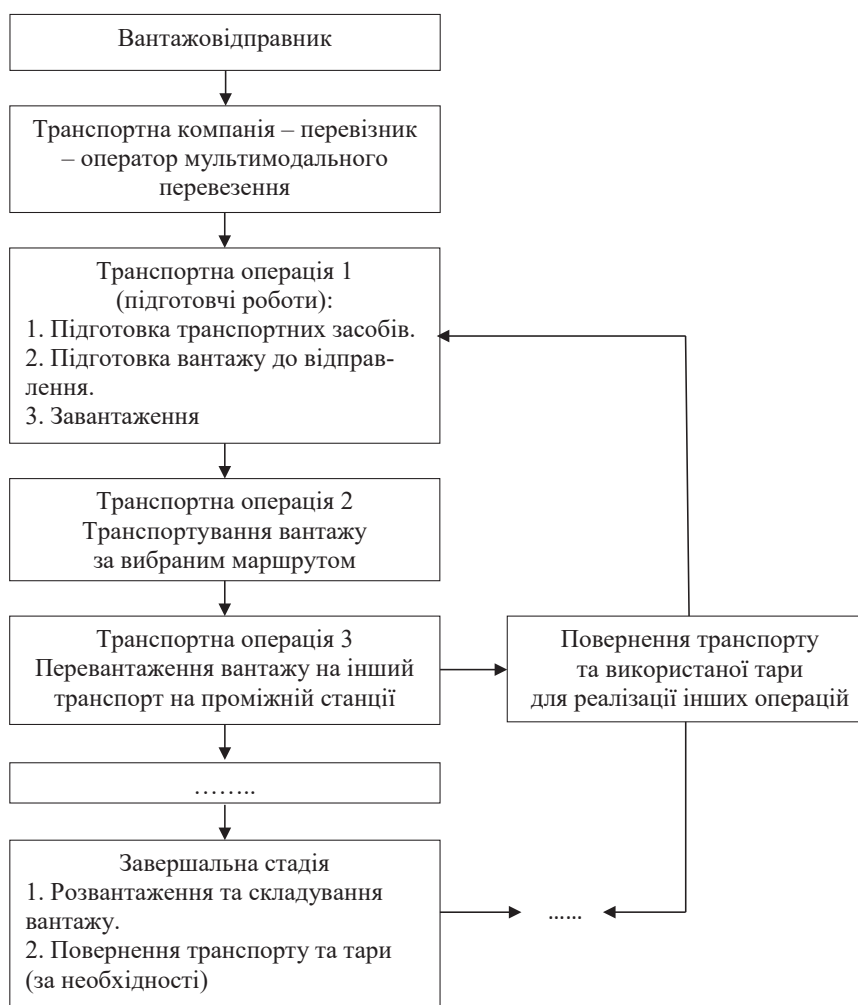 Вантажовідправник
Транспортна компанія – перевізник
– оператор мультимодального
перевезення
Транспортна операція 1
(підготовчі роботи):
1. Підготовка транспортних засобів.
2. Підготовка вантажу до відправ-
лення.
3. Завантаження
Транспортна операція 2
Транспортування вантажу
за вибраним маршрутом
Транспортна операція 3
Перевантаження вантажу на інший
транспорт на проміжній станції
Повернення транспорту
та використаної тари
для реалізації інших операцій
……..
Завершальна стадія
1. Розвантаження та складування
вантажу.
2. Повернення транспорту та тари
(за необхідності)
……